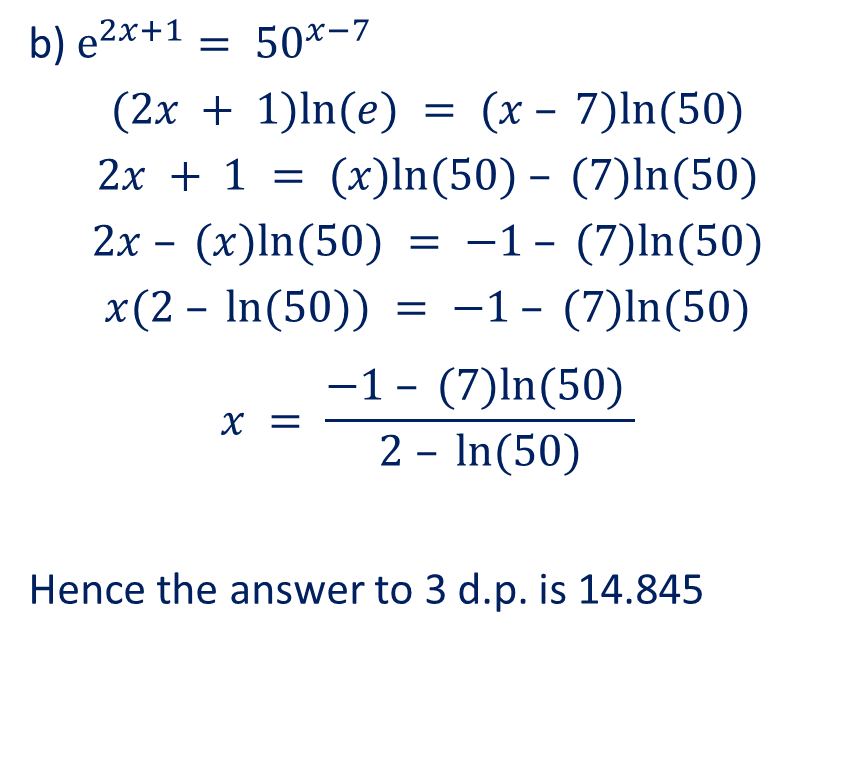 b) e²ˣ⁺¹ = 50ˣ⁻⁷
(2x + 1)ln(e) = (x – 7)ln(50)
2x + 1 = (x)ln(50) – (7)ln(50)
2x – (x)ln(50) = −1 – (7)ln(50)
x(2 – ln(50)) = −1 – (7)ln(50)
−1 – (7)ln(50)
x =
2 – ln(50)
Hence the answer to 3 d.p. is 14.845